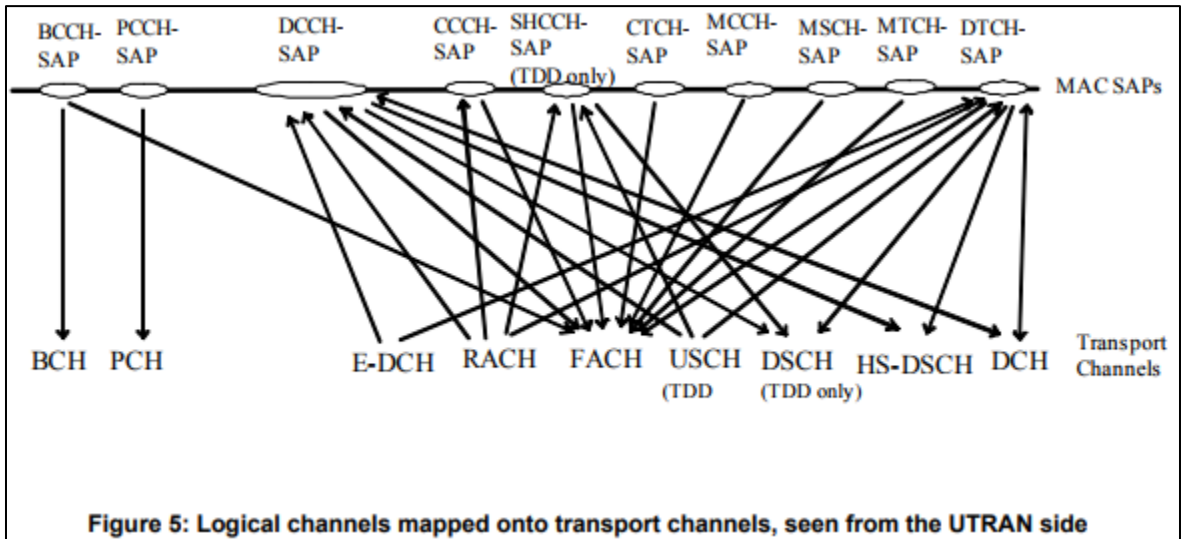 BCCH-
SAP
PCCH-
SAP
DCCH-
SAP
CCCH-
SAP
SHCCH-
SAP
(TDD only)
CTCH-
SAP
MCCH-
SAP
MSCH-
SAP
MTCH-
SAP
DTCH-
SAP
MAC SAPs
BCH
PCH
E-DCH
RACH
FACH
USCH
(TDD
DSCH
(TDD only)
HS-DSCH
DCH
Transport
Channels
Figure 5: Logical channels mapped onto transport channels, seen from the UTRAN side